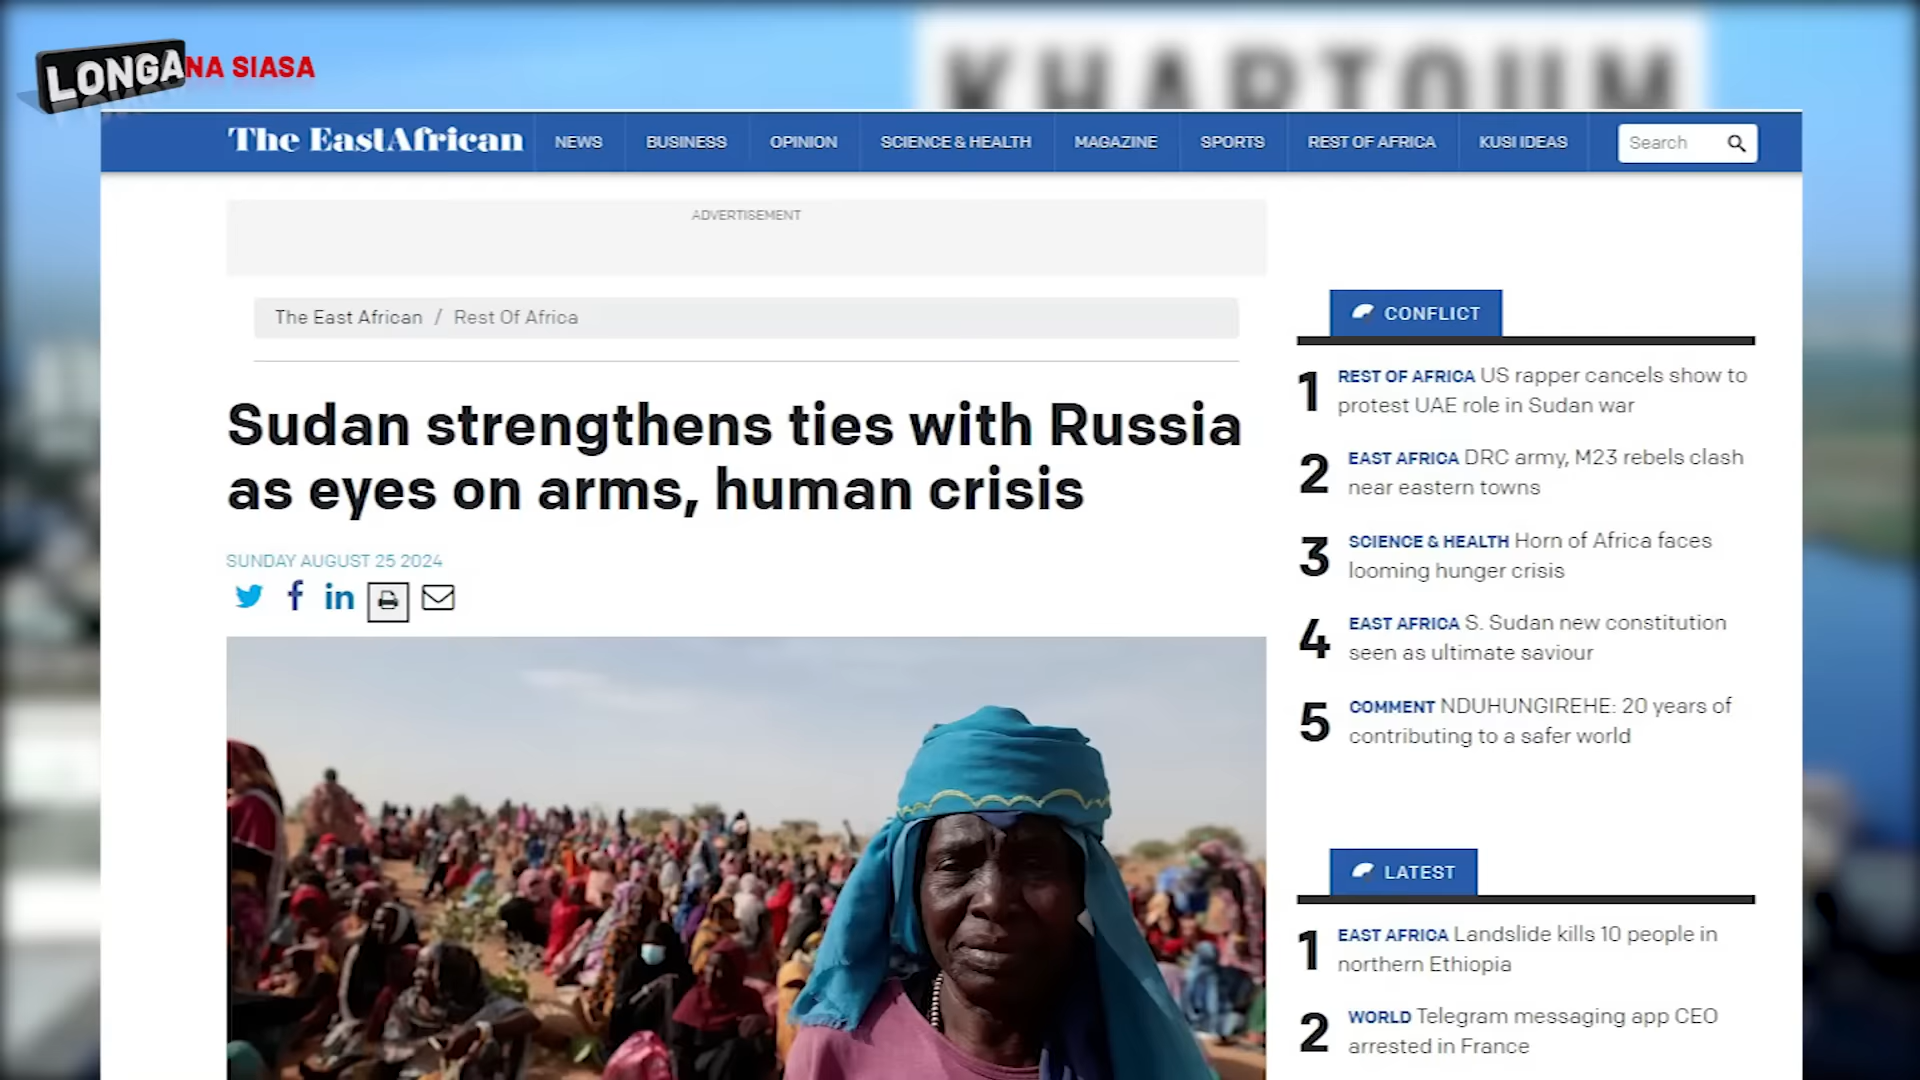 KHARTOUM
LONGA NA SIASA
The EastAfrican NEWS BUSINESS OPINION SCIENCE & HEALTH MAGAZINE SPORTS REST OF AFRICA KUSI IDEAS Search
ADVERTISEMENT
The East African / Rest Of Africa
Sudan strengthens ties with Russia
as eyes on arms, human crisis
SUNDAY AUGUST 25 2024
CONFLICT
1 REST OF AFRICA US rapper cancels show to
protest UAE role in Sudan war
2 EAST AFRICA DRC army, M23 rebels clash
near eastern towns
3 SCIENCE & HEALTH Horn of Africa faces
looming hunger crisis
4 EAST AFRICA S. Sudan new constitution
seen as ultimate saviour
5 COMMENT NDUHUNGIREHE: 20 years of
contributing to a safer world
LATEST
1 EAST AFRICA Landslide kills 10 people in
northern Ethiopia
2 WORLD Telegram messaging app CEO
arrested in France